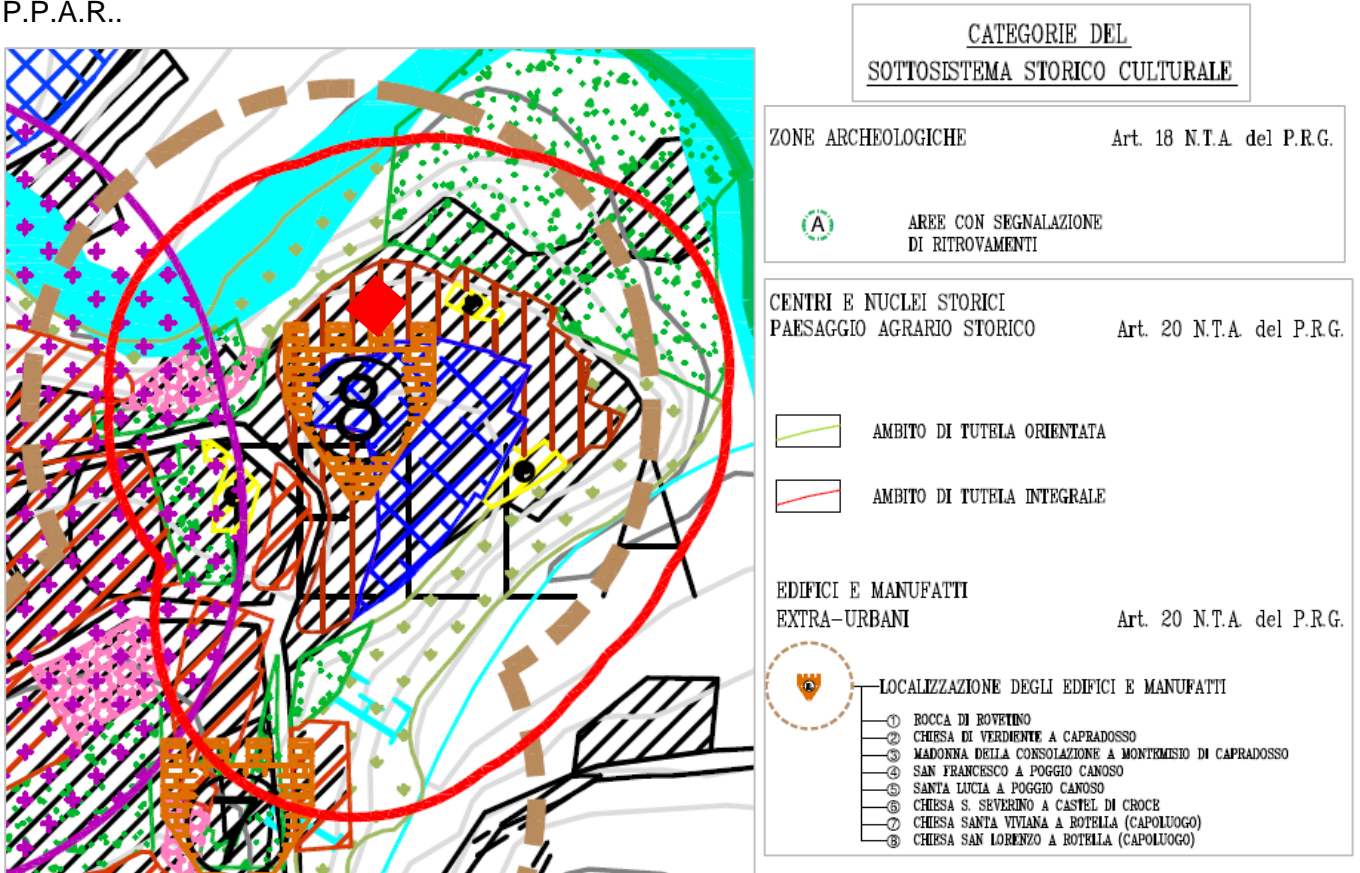 P.P.A.R..
8
7
CATEGORIE DEL
SOTTOSISTEMA STORICO CULTURALE
ZONE ARCHEOLOGICHE Art. 18 N.T.A. del P.R.G.
A AREE CON SEGNALAZIONE
DI RITROVAMENTI
CENTRI E NUCLEI STORICI
PAESAGGIO AGRARIO STORICO Art. 20 N.T.A. del P.R.G.
AMBITO DI TUTELA ORIENTATA
AMBITO DI TUTELA INTEGRALE
EDIFICI E MANUFATTI
EXTRA-URBANI Art. 20 N.T.A. del P.R.G.
LOCALIZZAZIONE DEGLI EDIFICI E MANUFATTI
1 ROCCA DI ROVETINO
2 CHIESA DI VERDIENTE A CAPRADOSSO
3 MADONNA DELLA CONSOLAZIONE A MONTEMISIO DI CAPRADOSSO
4 SAN FRANCESCO A POGGIO CANOSO
5 SANTA LUCIA A POGGIO CANOSO
6 CHIESA S. SEVERINO A CASTEL DI CROCE
7 CHIESA SANTA VIVIANA A ROTELLA (CAPOLUOGO)
8 CHIESA SAN LORENZO A ROTELLA (CAPOLUOGO)